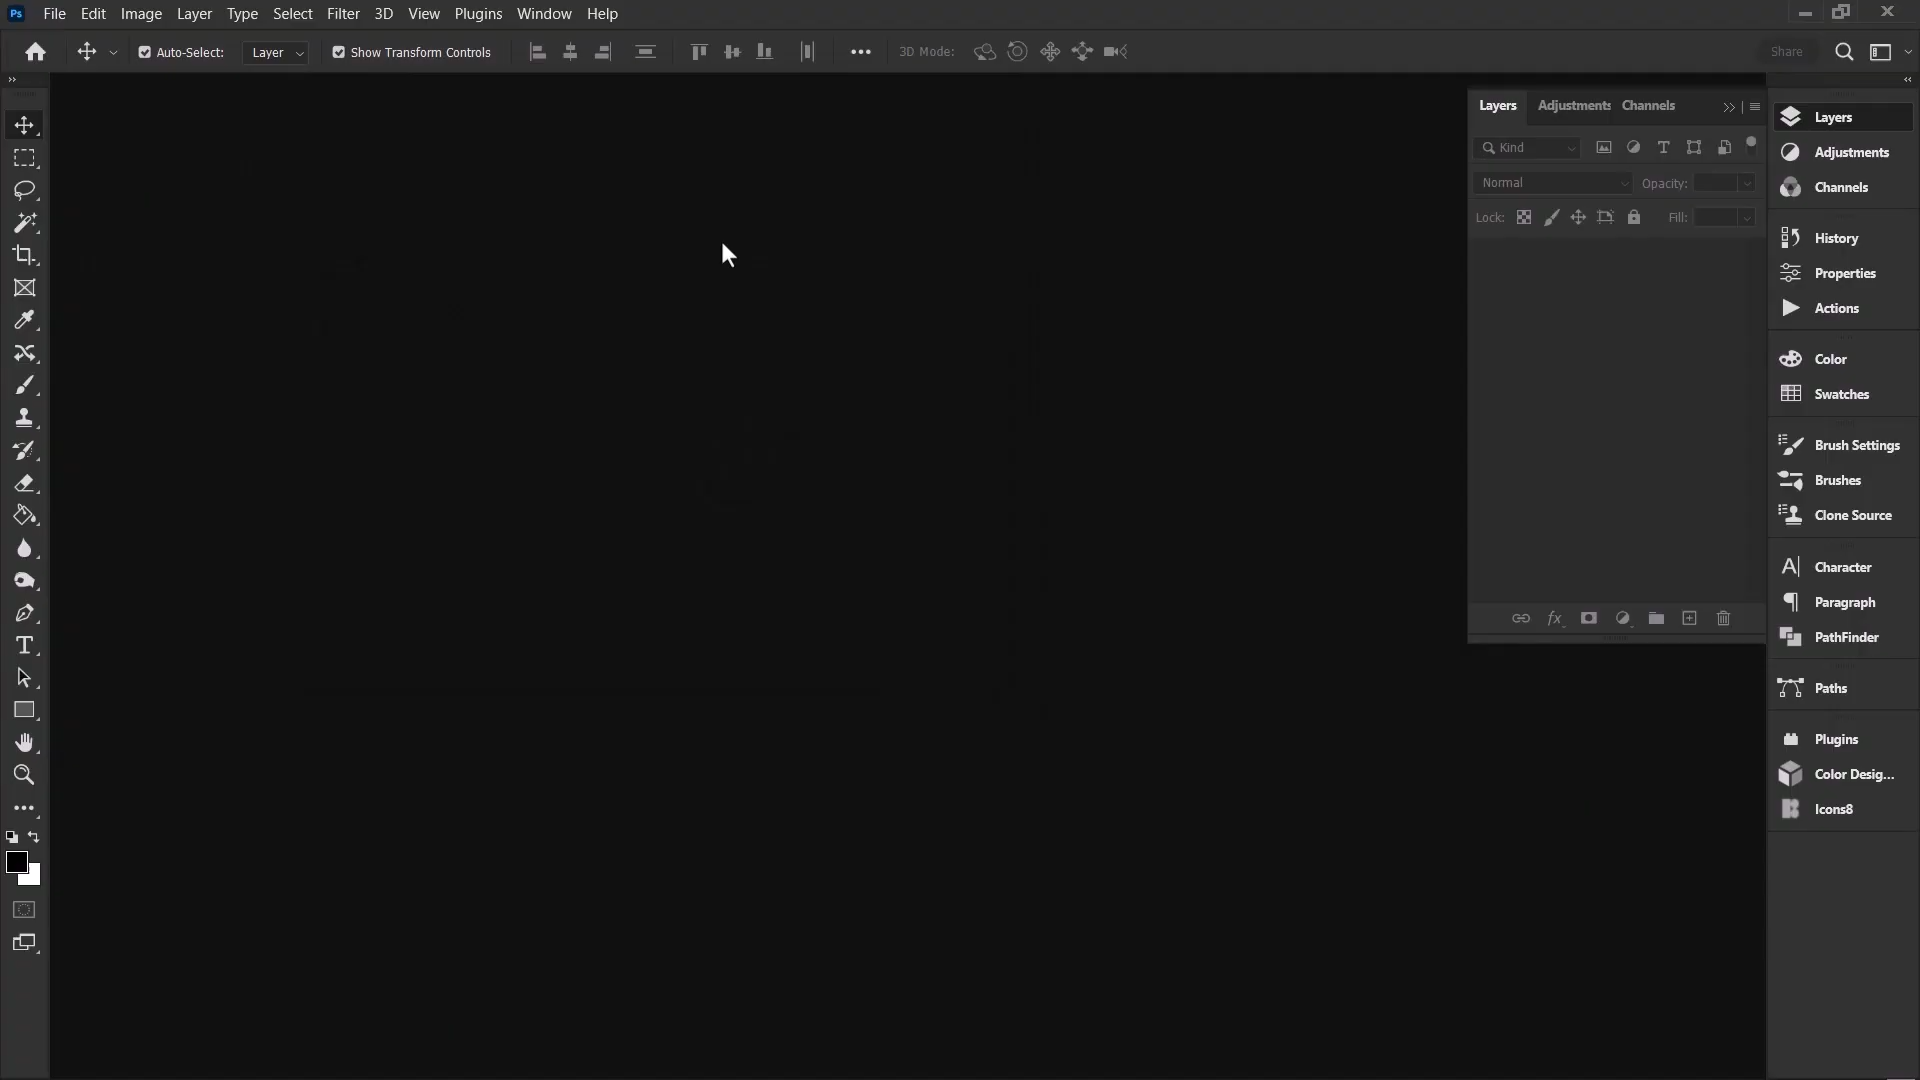 Ps File Edit Image Layer Type Select Filter 3D View Plugins Window Help
Auto-Select: Layer Show Transform Controls 3D Mode: Share
Layers Adjustments Channels
Kind
Normal Opacity:
Lock: Fill:
fx
Layers
Adjustments
Channels
History
Properties
Actions
Color
Swatches
Brush Settings
Brushes
Clone Source
Character
Paragraph
PathFinder
Paths
Plugins
Color Desig...
Icons8